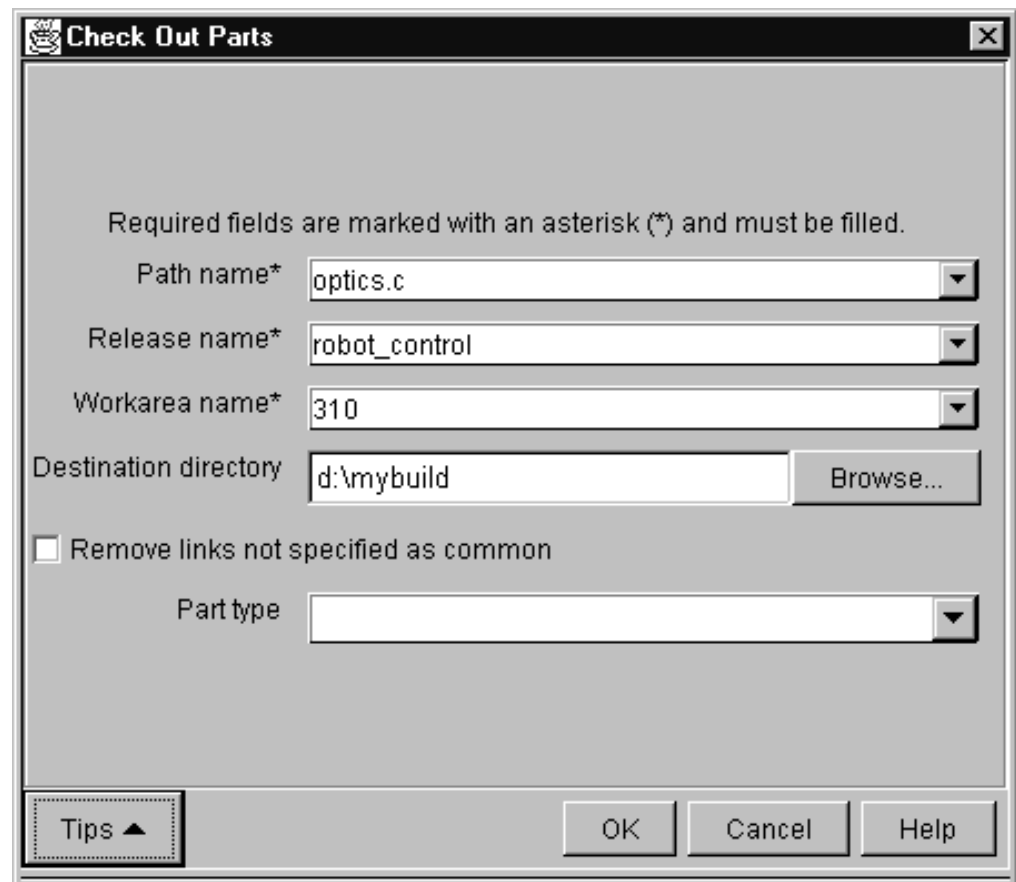 Check Out Parts
Required fields are marked with an asterisk (*) and must be filled.
Path name* optics.c
Release name* robot_control
Workarea name* 310
Destination directory d:\mybuild Browse...
Remove links not specified as common
Part type
Tips OK Cancel Help